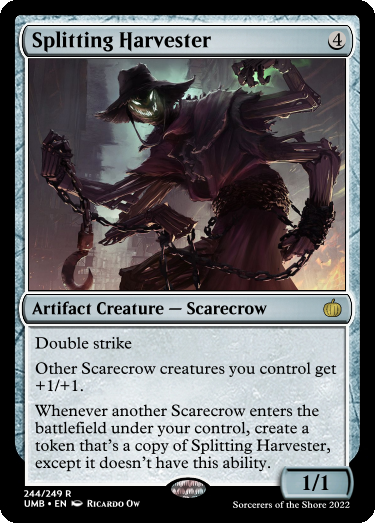 Splitting Harvester 4
Artifact Creature — Scarecrow
Double strike
Other Scarecrow creatures you control get
+1/+1.
Whenever another Scarecrow enters the
battlefield under your control, create a
token that's a copy of Splitting Harvester,
except it doesn't have this ability.
1/1
244/249 R
UMB • EN Ricardo Ow
Sorcerers of the Shore 2022